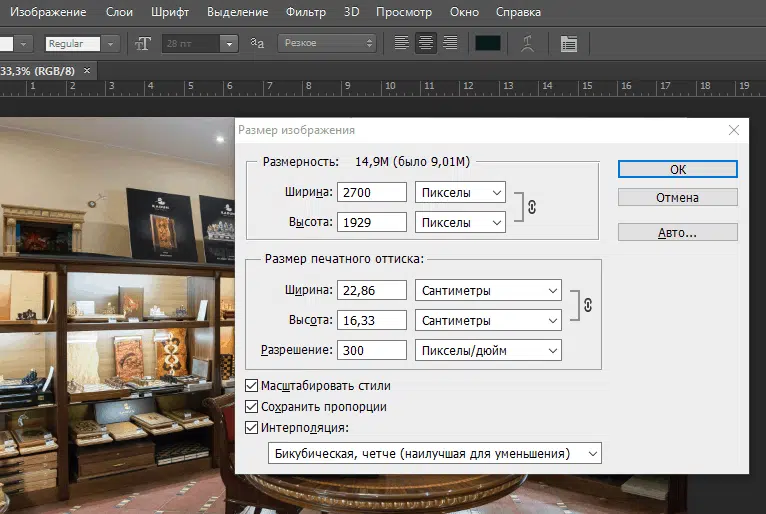 Изображение Слои Шрифт Выделение Фильтр 3D Просмотр Окно Справка
Regular T 28 пт aа Резкое
33,3% (RGB/8) ×
1 2 3 4 5 6 7 8 9 10 11 12 13 14 15 16 17 18 19
Размер изображения
Размерность: 14,9M (было 9,01M)
Ширина: 2700 Пикселы
Высота: 1929 Пикселы
OK
Отмена
Авто...
Размер печатного оттиска:
Ширина: 22,86 Сантиметры
Высота: 16,33 Сантиметры
Разрешение: 300 Пикселы/дюйм
Масштабировать стили
Сохранить пропорции
Интерполяция:
Бикубическая, четче (наилучшая для уменьшения)